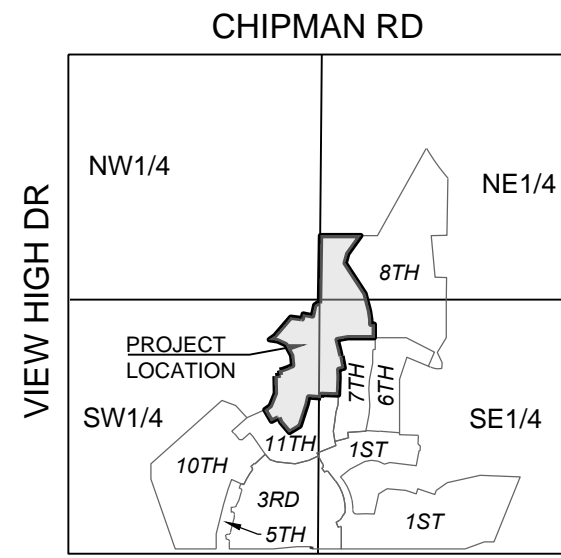 CHIPMAN RD
VIEW HIGH DR
NW1/4
NE1/4
8TH
PROJECT
LOCATION
7TH
6TH
SW1/4
SE1/4
11TH
1ST
10TH
3RD
1ST
5TH